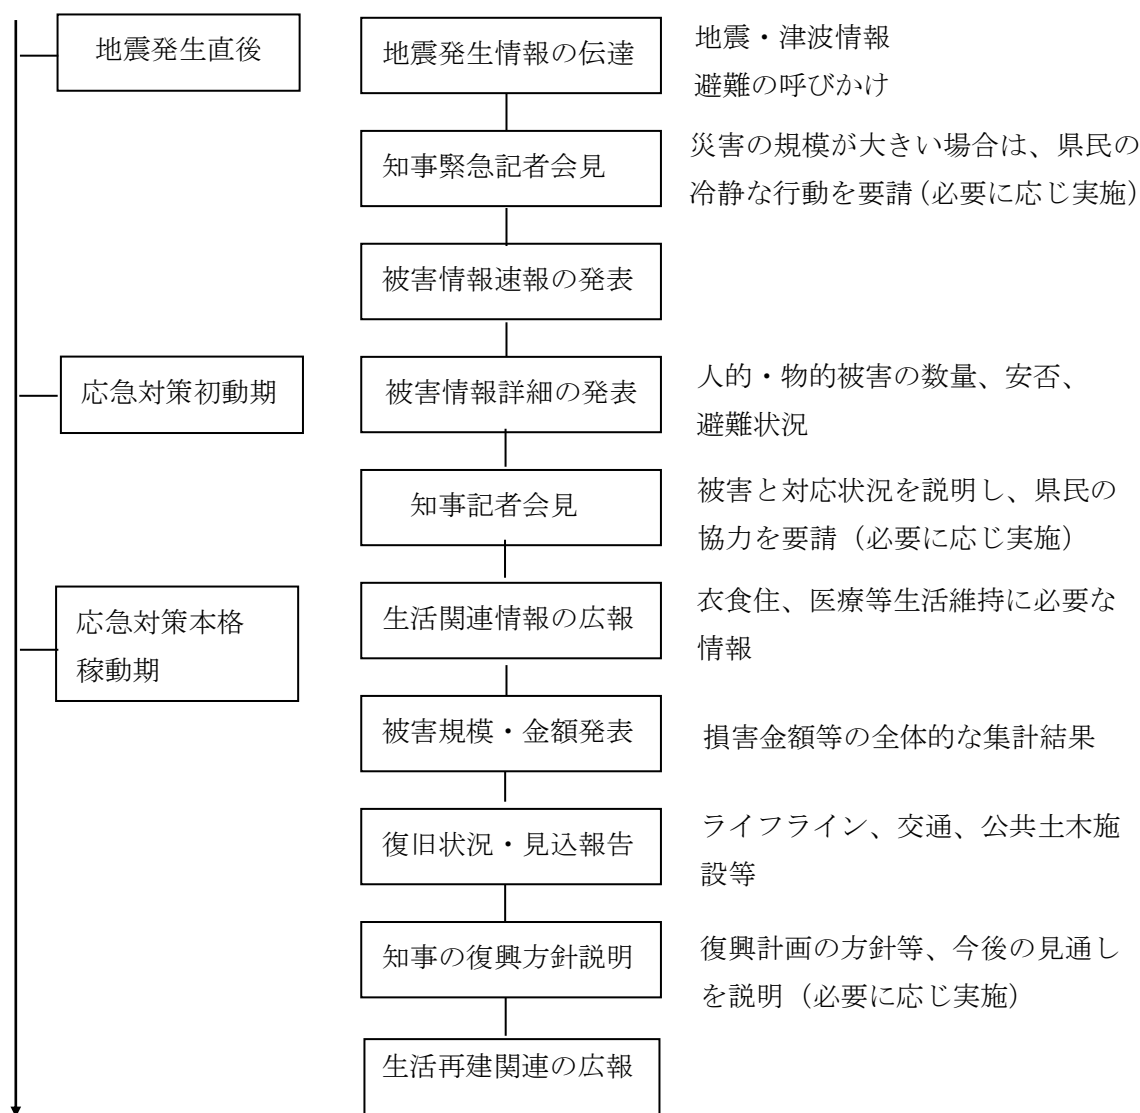 地震発生直後
地震発生情報の伝達
地震・津波情報
避難の呼びかけ
知事緊急記者会見
災害の規模が大きい場合は、県民の
冷静な行動を要請（必要に応じ実施）
被害情報速報の発表
応急対策初動期
被害情報詳細の発表
人的・物的被害の数量、安否、
避難状況
知事記者会見
被害と対応状況を説明し、県民の
協力を要請（必要に応じ実施）
応急対策本格
稼動期
生活関連情報の広報
衣食住、医療等生活維持に必要な
情報
被害規模・金額発表
損害金額等の全体的な集計結果
復旧状況・見込報告
ライフライン、交通、公共土木施
設等
知事の復興方針説明
復興計画の方針等、今後の見通し
を説明（必要に応じ実施）
生活再建関連の広報